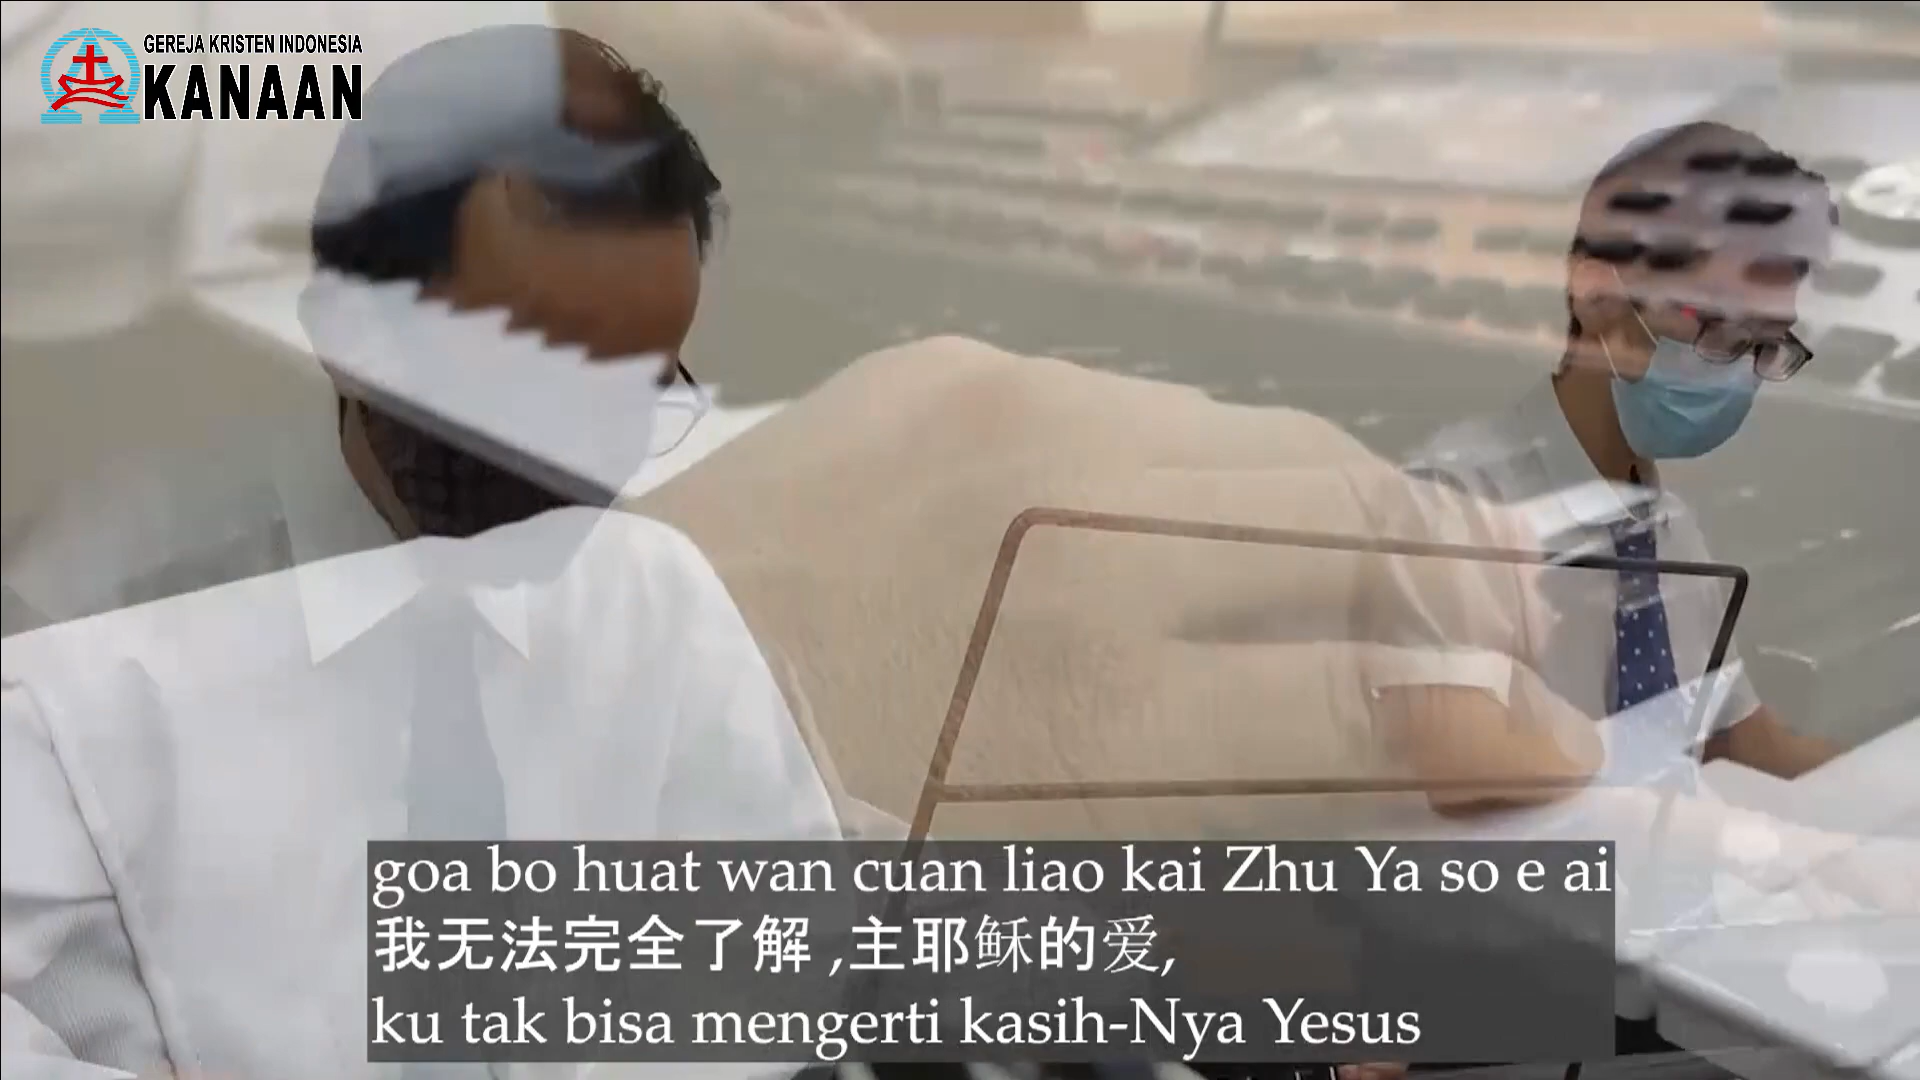 GEREJA KRISTEN INDONESIA
KANAAN
goa bo huat wan cuan liao kai Zhu Ya so e ai
我无法完全了解 ,主耶稣的爱,
ku tak bisa mengerti kasih-Nya Yesus